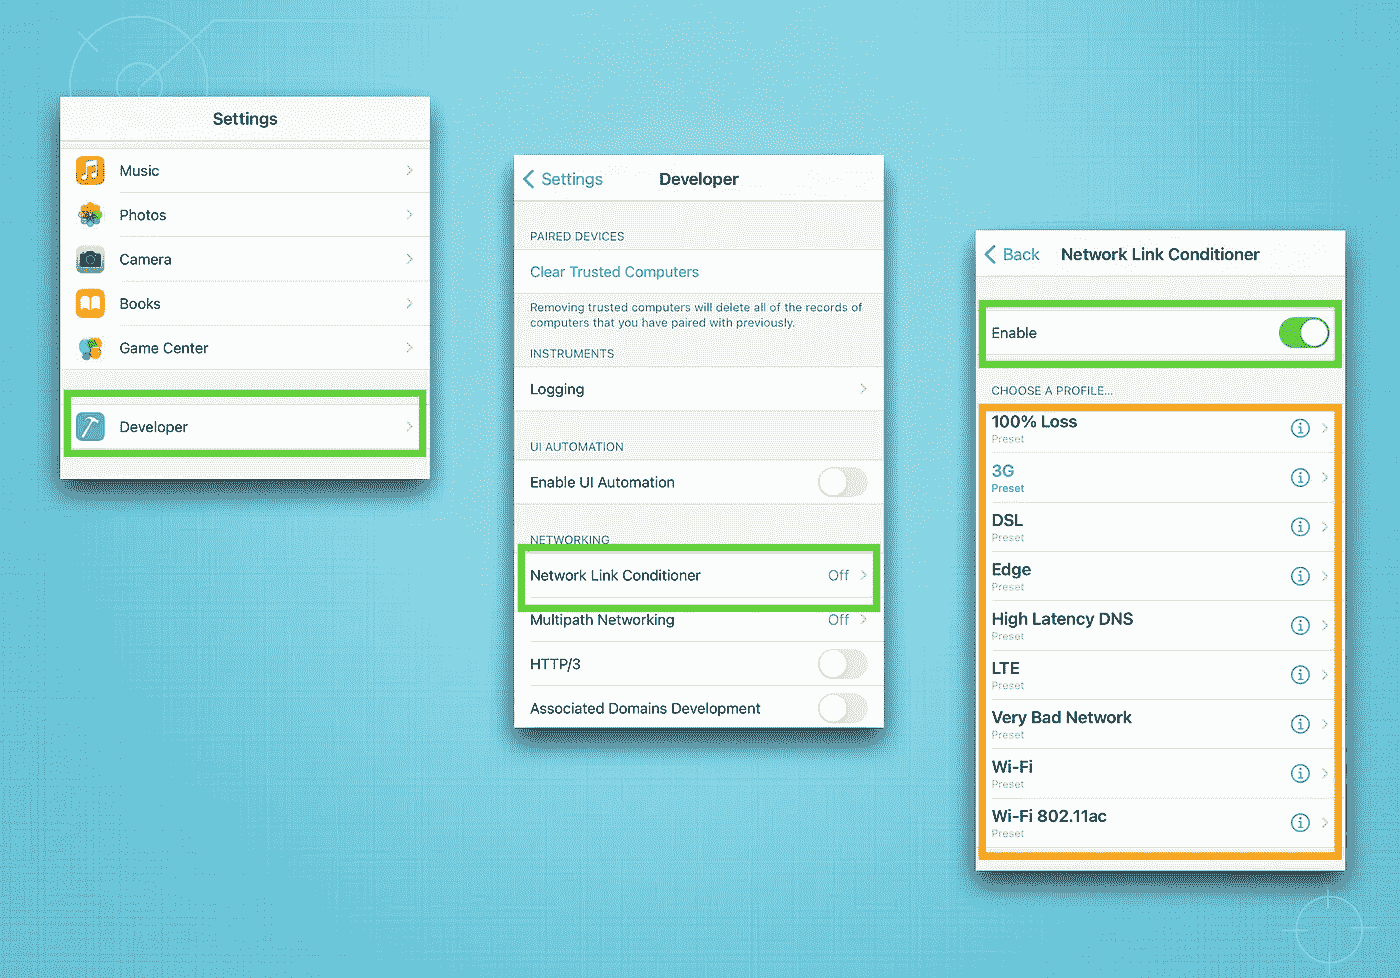 Settings
Music
Photos
Camera
Books
Game Center
Developer
Settings
Developer
PAIRED DEVICES
Clear Trusted Computers
Removing trusted computers will delete all of the records of
computers that you have paired with previously.
INSTRUMENTS
Logging
UI AUTOMATION
Enable UI Automation
NETWORKING
Network Link Conditioner Off
Multipath Networking Off
HTTP/3
Associated Domains Development
Back Network Link Conditioner
Enable
CHOOSE A PROFILE...
100% Loss
Preset
3G
Preset
DSL
Preset
Edge
Preset
High Latency DNS
Preset
LTE
Preset
Very Bad Network
Preset
Wi-Fi
Preset
Wi-Fi 802.11ac
Preset